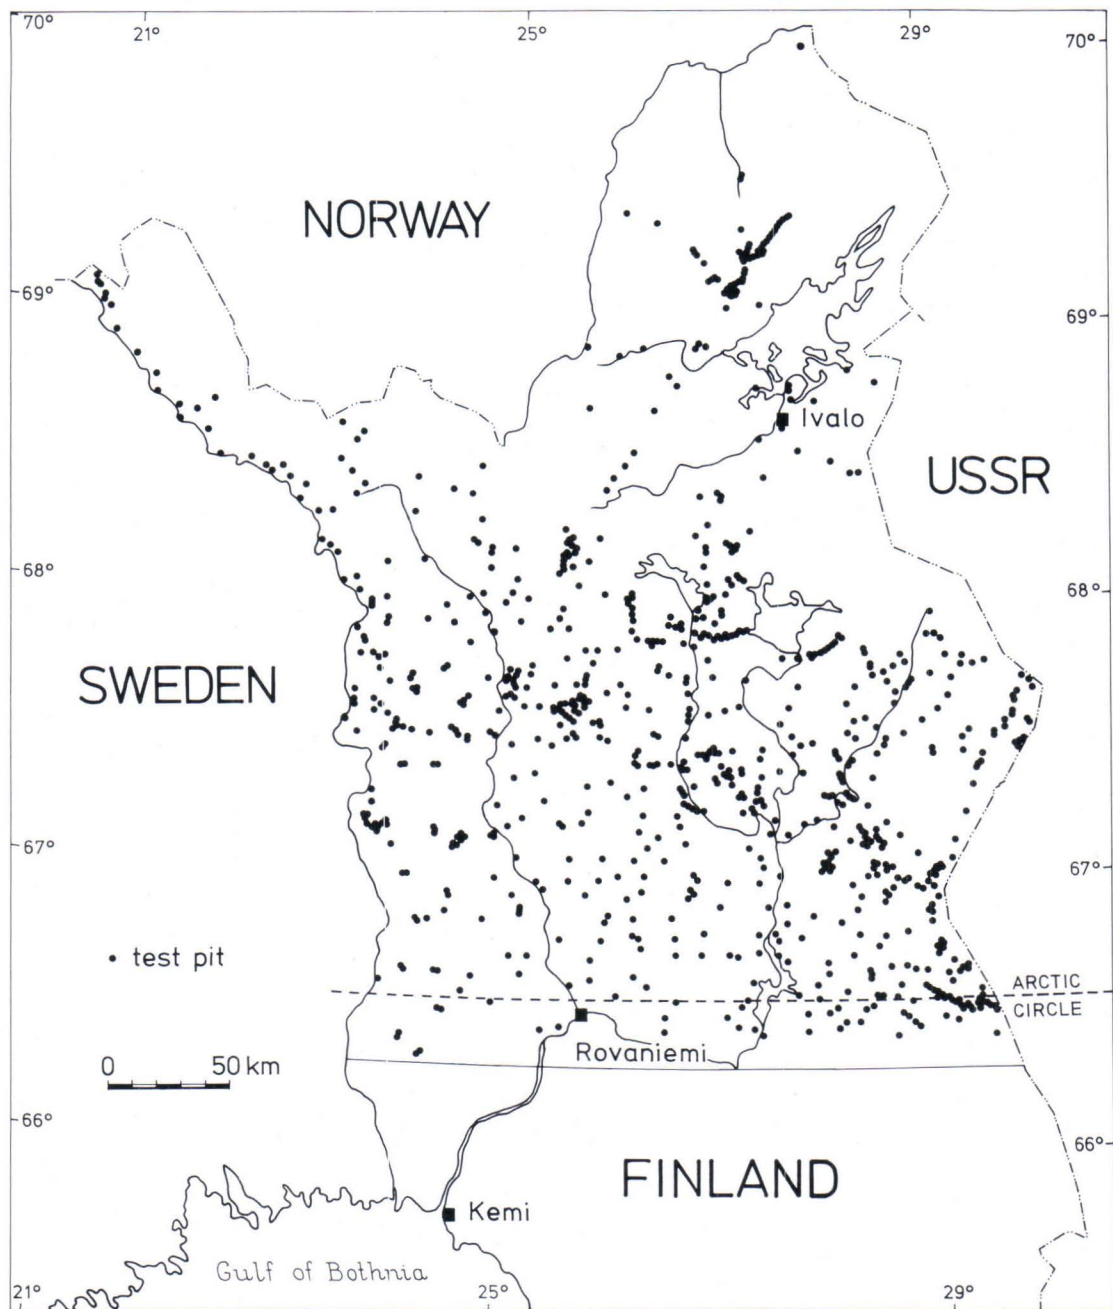 70° 21° 25° 29° 70°
NORWAY
69° 69°
Ivalo
USSR
68° 68°
SWEDEN
67° 67°
test pit
ARCTIC
CIRCLE
0 50 km
Rovaniemi
66° 66°
FINLAND
Kemi
Gulf of Bothnia
21° 25° 29°